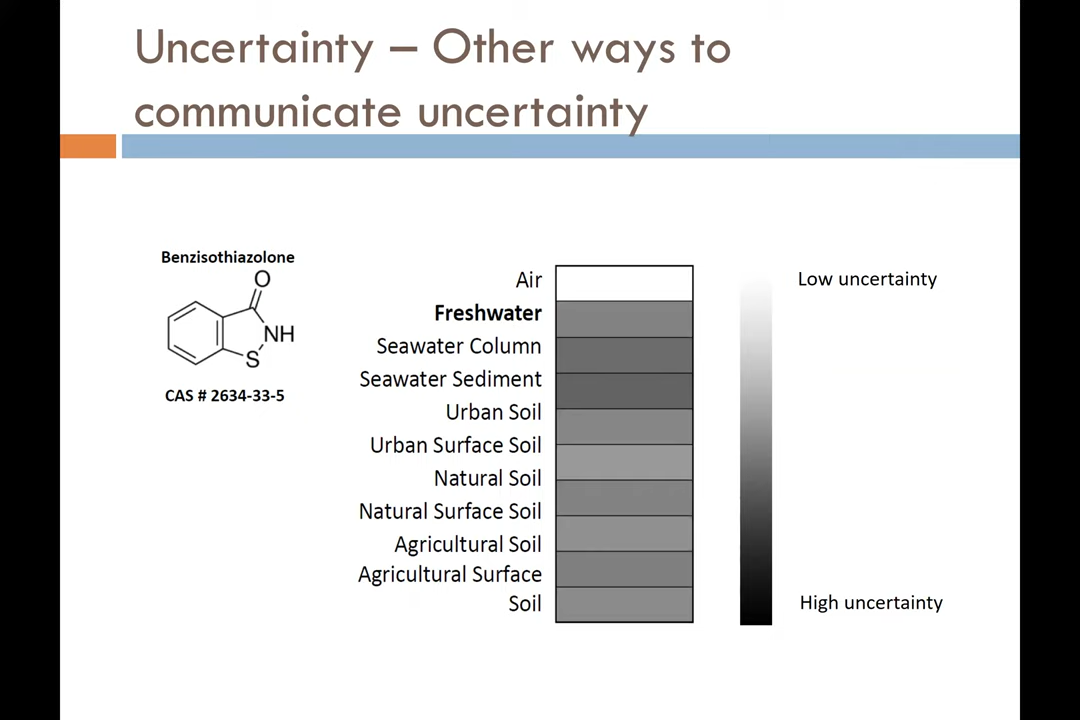 Uncertainty – Other ways to
communicate uncertainty
Benzisothiazolone
O
NH
S
CAS # 2634-33-5
Air
Freshwater
Seawater Column
Seawater Sediment
Urban Soil
Urban Surface Soil
Natural Soil
Natural Surface Soil
Agricultural Soil
Agricultural Surface
Soil
Low uncertainty
High uncertainty